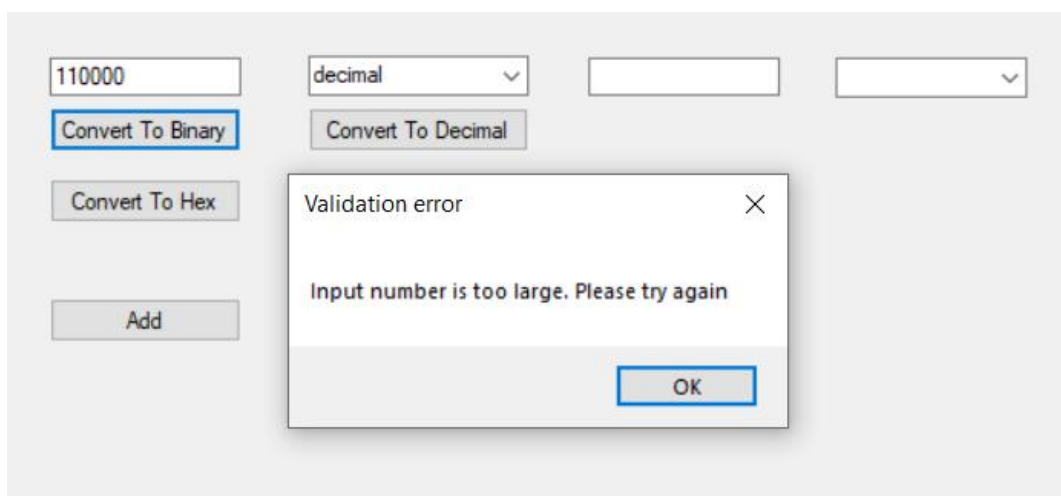 110000
decimal
Convert To Binary
Convert To Decimal
Convert To Hex
Validation error
Input number is too large. Please try again
Add
OK